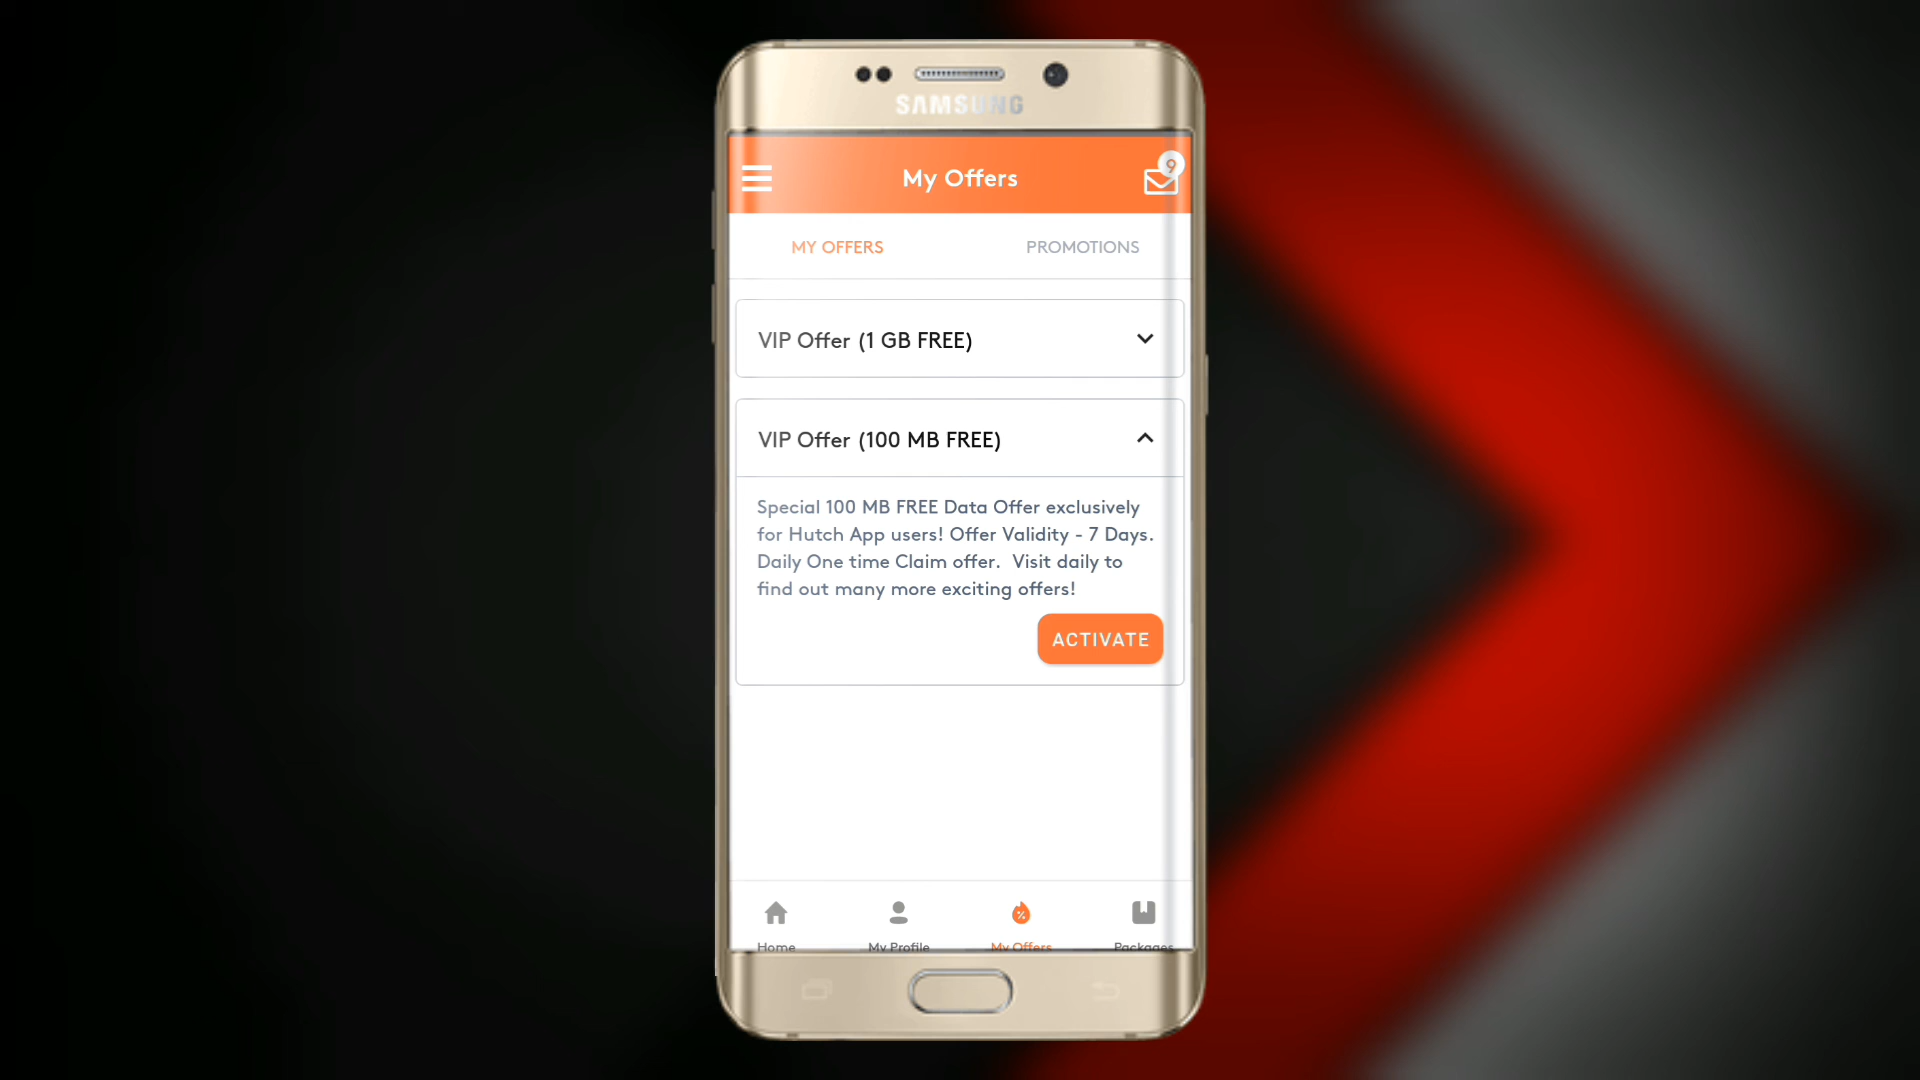 SAMSUNG
My Offers
9
MY OFFERS
PROMOTIONS
VIP Offer (1 GB FREE)
VIP Offer (100 MB FREE)
Special 100 MB FREE Data Offer exclusively
for Hutch App users! Offer Validity - 7 Days.
Daily One time Claim offer.  Visit daily to
find out many more exciting offers!
ACTIVATE
Home
My Profile
My Offers
Packages